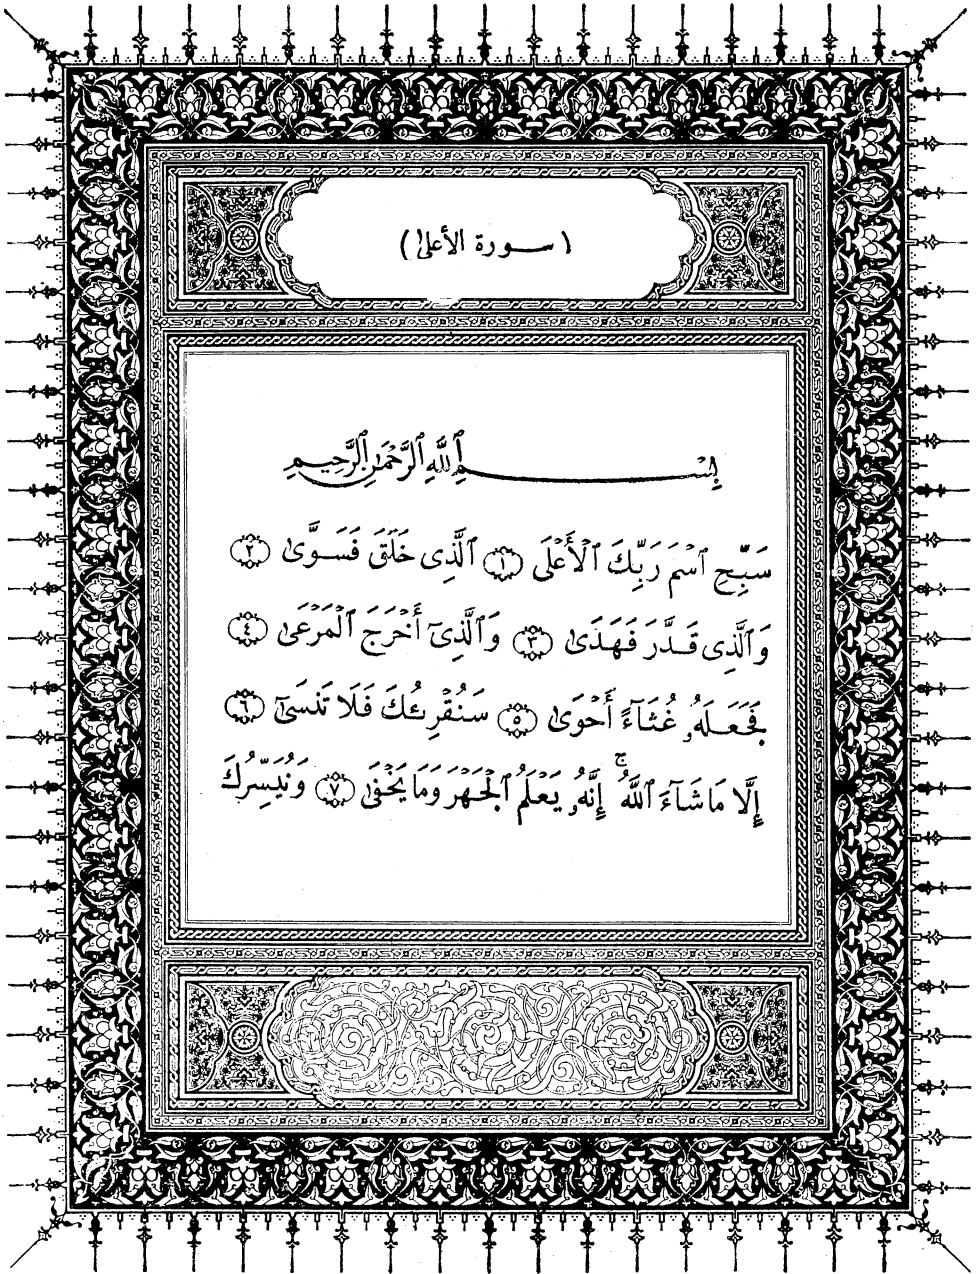 ( سورة الأعلى )
بِسْمِ ٱللَّهِ ٱلرَّحْمَٰنِ ٱلرَّحِيمِ
سَبِّحِ ٱسْمَ رَبِّكَ ٱلْأَعْلَى ١ ٱلَّذِى خَلَقَ فَسَوَّىٰ ٢
وَٱلَّذِى قَدَّرَ فَهَدَىٰ ٣ وَٱلَّذِىٓ أَخْرَجَ ٱلْمَرْعَىٰ ٤
فَجَعَلَهُۥ غُثَآءً أَحْوَىٰ ٥ سَنُقْرِئُكَ فَلَا تَنسَىٰٓ ٦
إِلَّا مَا شَآءَ ٱللَّهُ ۚ إِنَّهُۥ يَعْلَمُ ٱلْجَهْرَ وَمَا يَخْفَىٰ ٧ وَنُيَسِّرُكَ